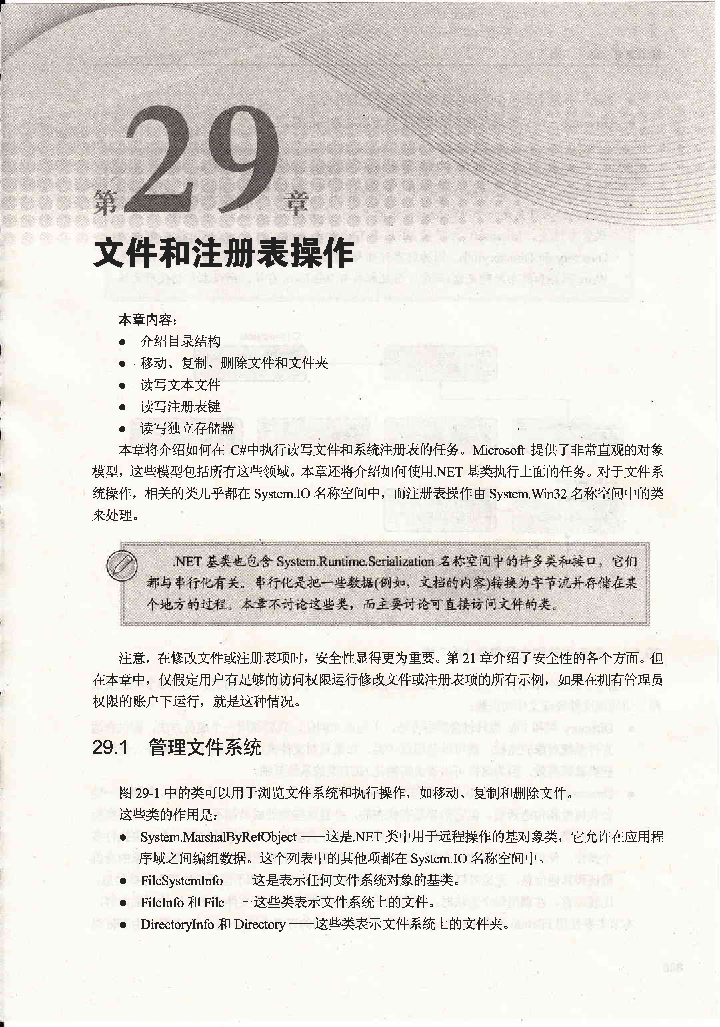 第29章
文件和注册表操作
本章内容：
● 介绍目录结构
● 移动、复制、删除文件和文件夹
● 读写文本文件
● 读写注册表键
● 读写独立存储器
本章将介绍如何在 C#中执行读写文件和系统注册表的任务。Microsoft 提供了非常直观的对象
模型，这些模型包括所有这些领域。本章还将介绍如何使用.NET 基类执行上面的任务。对于文件系
统操作，相关的类几乎都在 System.IO 名称空间中，而注册表操作由 System.Win32 名称空间中的类
来处理。
.NET 基类也包含 System.Runtime.Serialization 名称空间中的许多类和接口，它们
都与串行化有关。串行化是把一些数据(例如，文档的内容)转换为字节流并存储在某
个地方的过程。本章不讨论这些类，而主要讨论可直接访问文件的类。
注意，在修改文件或注册表项时，安全性显得更为重要。第 21 章介绍了安全性的各个方面。但
在本章中，仅假定用户有足够的访问权限运行修改文件或注册表项的所有示例，如果在拥有管理员
权限的账户下运行，就是这种情况。
29.1 管理文件系统
图 29-1 中的类可以用于浏览文件系统和执行操作，如移动、复制和删除文件。
这些类的作用是：
● System.MarshalByRefObject ——这是.NET 类中用于远程操作的基对象类，它允许在应用程
序域之间编组数据。这个列表中的其他项都在 System.IO 名称空间中。
● FileSystemInfo 这是表示任何文件系统对象的基类。
● FileInfo 和 File - 这些类表示文件系统上的文件。
● DirectoryInfo 和 Directory ——这些类表示文件系统上的文件夹。